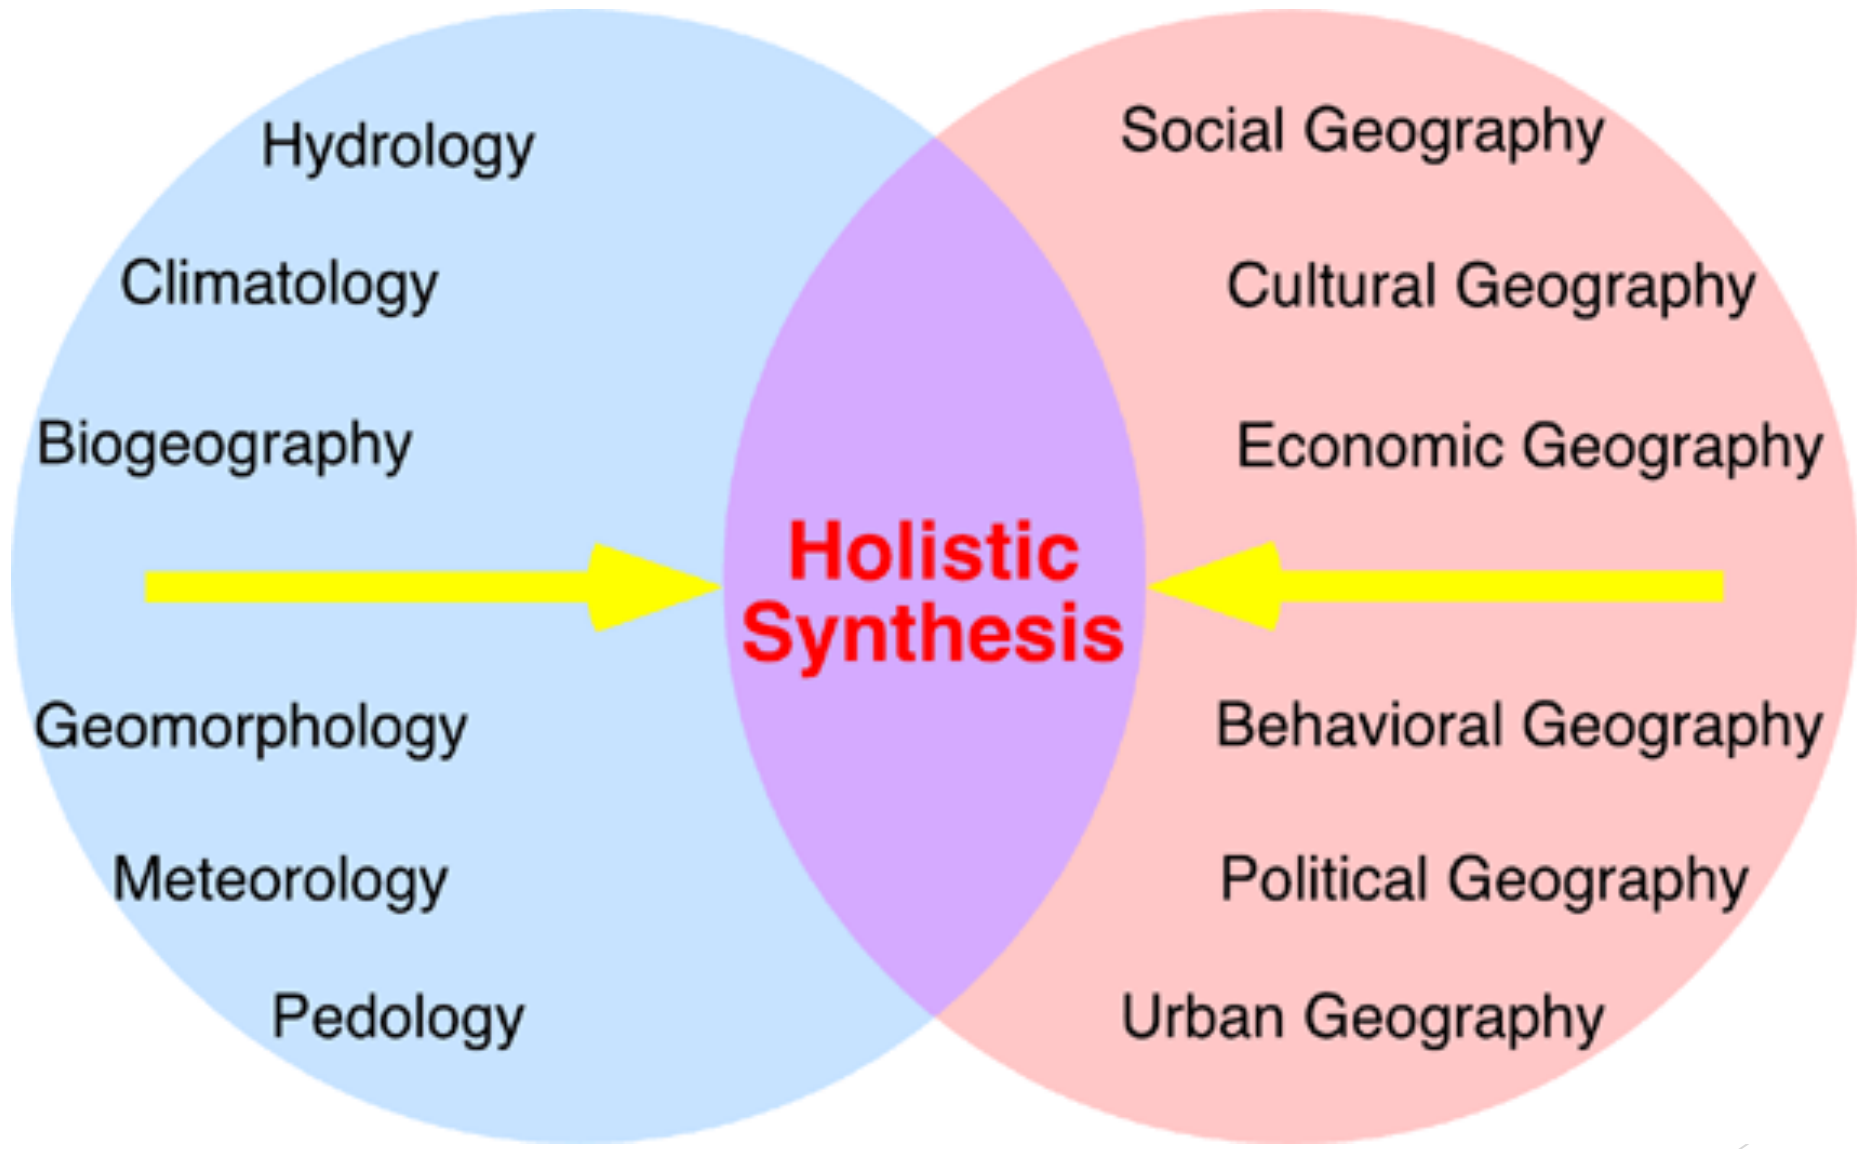 Hydrology
Climatology
Biogeography
Geomorphology
Meteorology
Pedology
Holistic
Synthesis
Social Geography
Cultural Geography
Economic Geography
Behavioral Geography
Political Geography
Urban Geography